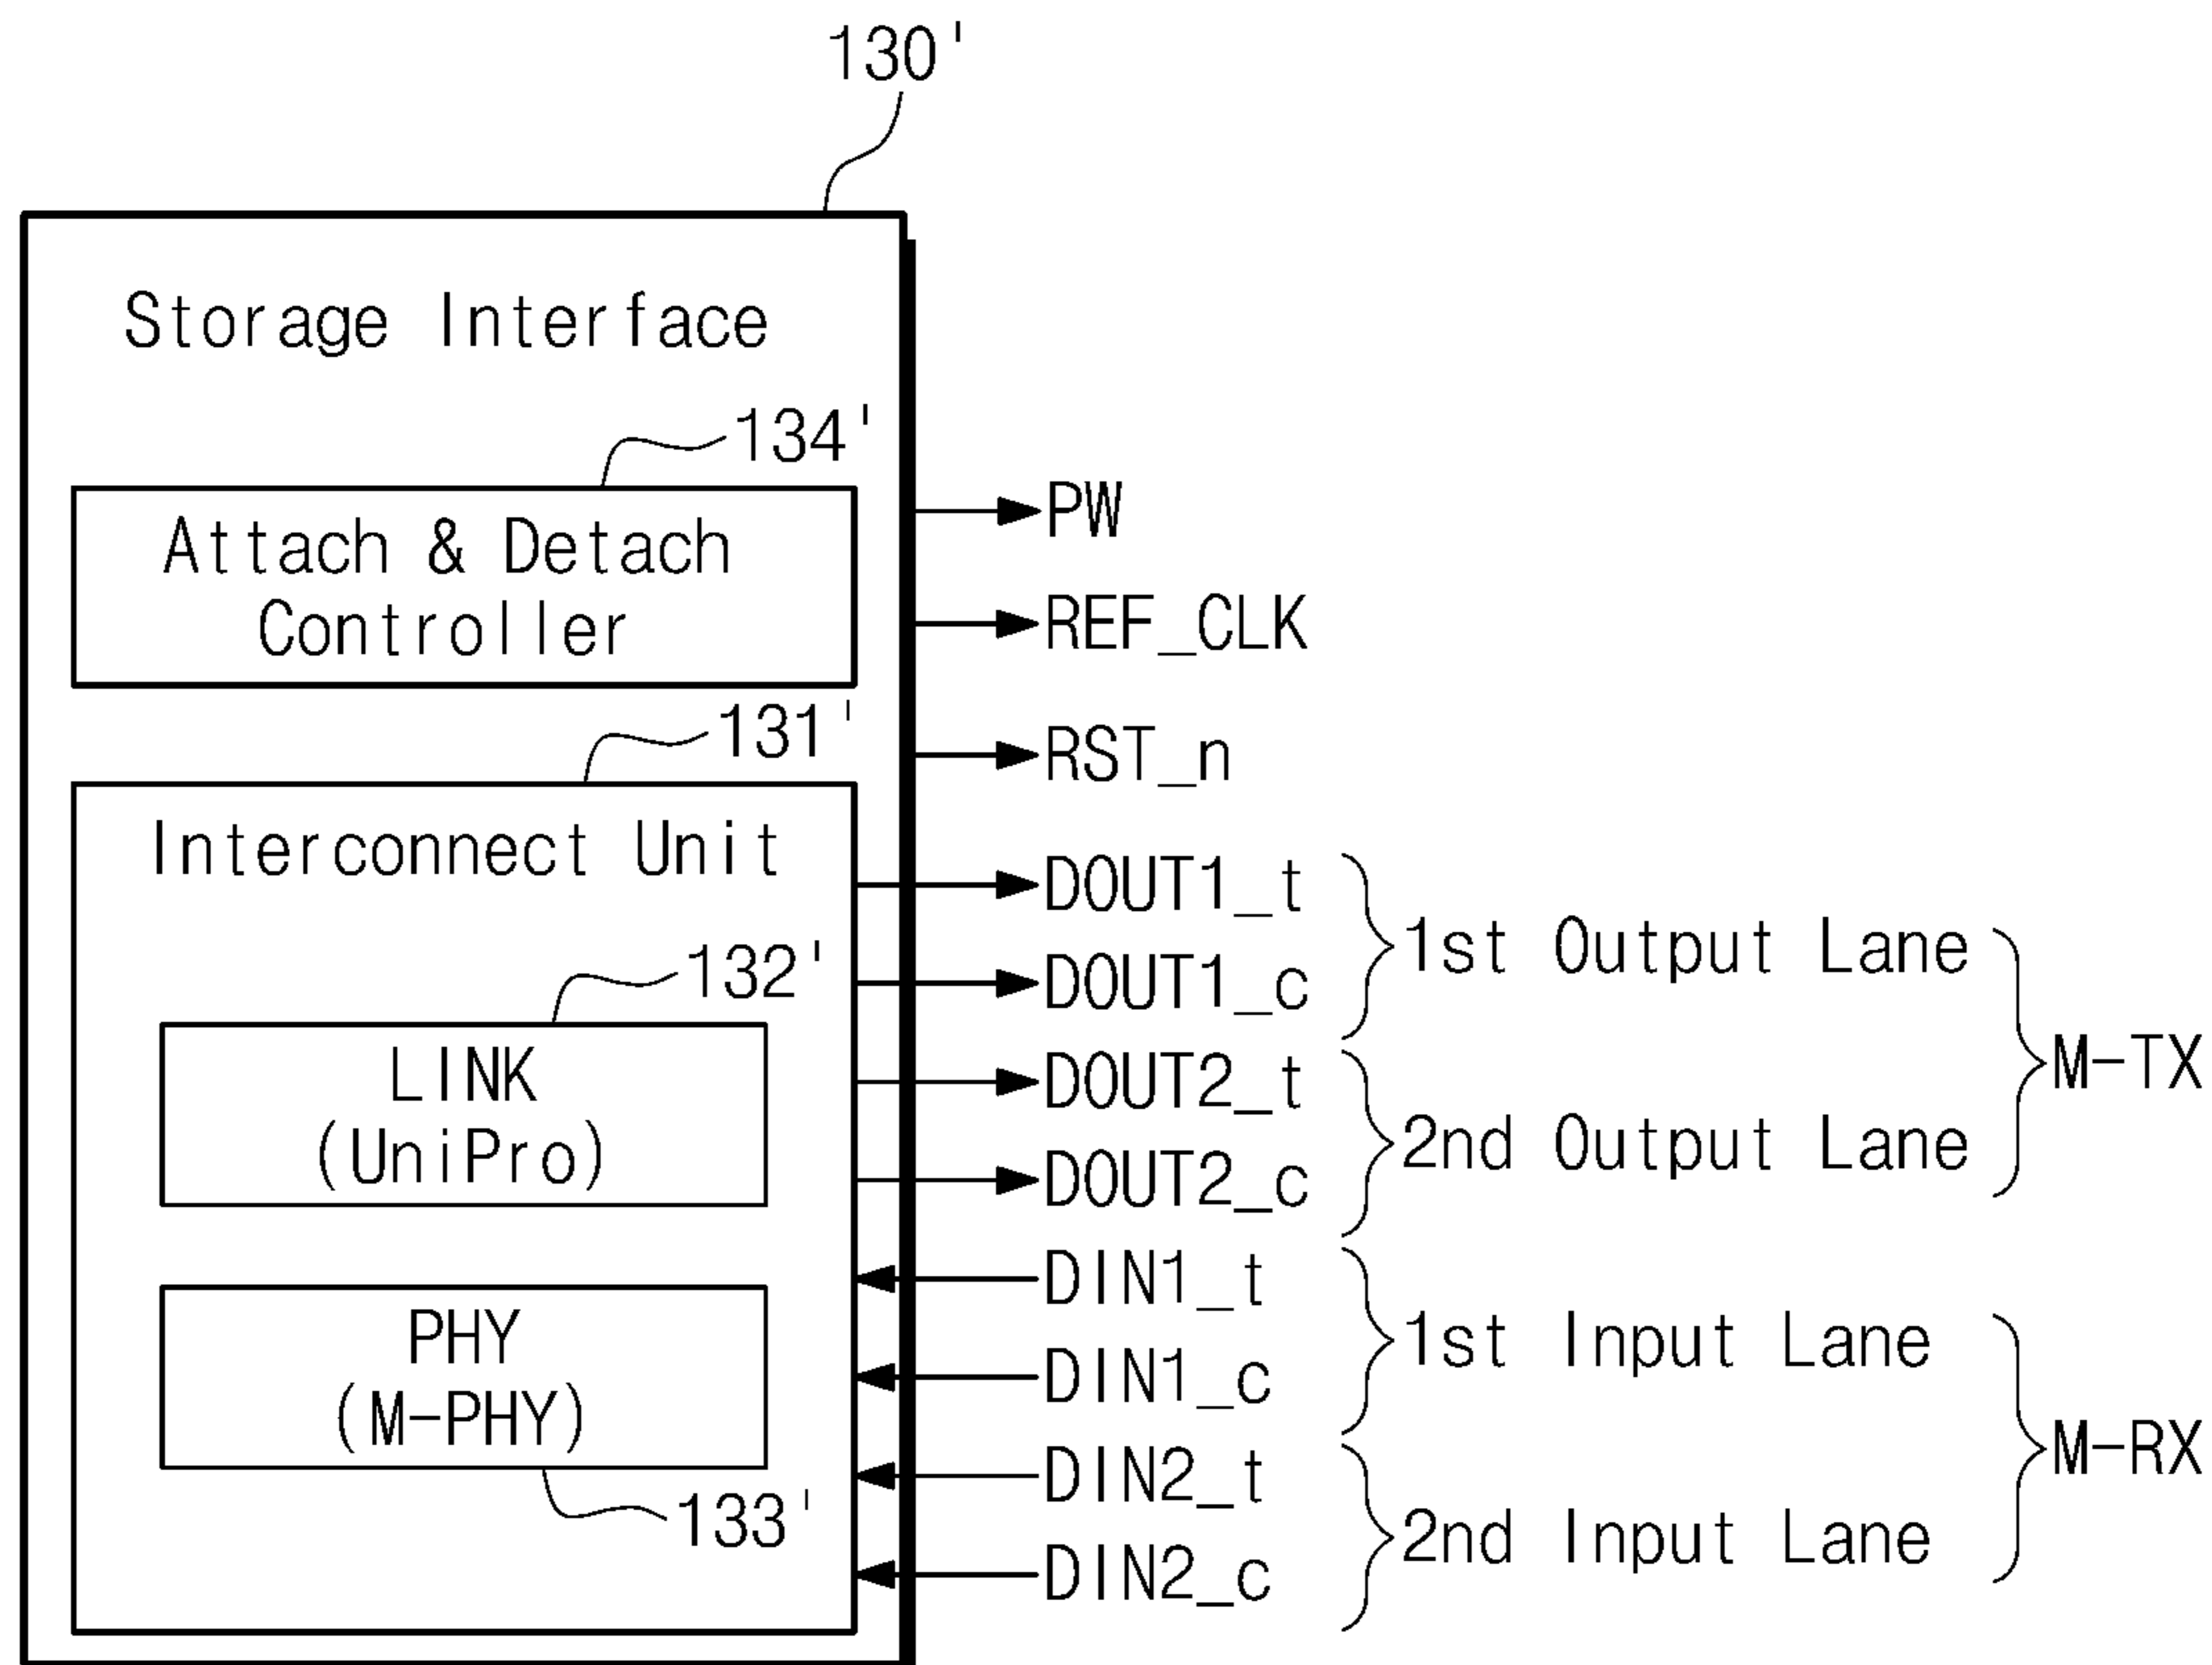 130'
Storage Interface
134'
Attach & Detach
Controller
131'
Interconnect Unit
132'
LINK
(UniPro)
PHY
(M-PHY)
133'
PW
REF_CLK
RST_n
DOUT1_t
DOUT1_c
DOUT2_t
DOUT2_c
DIN1_t
DIN1_c
DIN2_t
DIN2_c
1st Output Lane
2nd Output Lane
1st Input Lane
2nd Input Lane
M-TX
M-RX